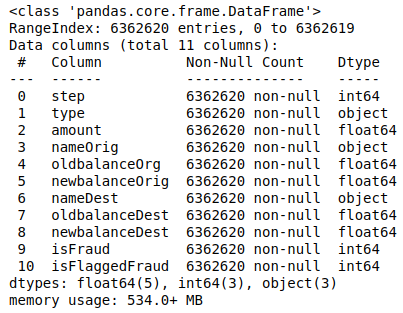 <class 'pandas.core.frame.DataFrame'>
RangeIndex: 6362620 entries, 0 to 6362619
Data columns (total 11 columns):
 #   Column          Non-Null Count    Dtype
---  ------          --------------    -----
 0   step            6362620 non-null  int64
 1   type            6362620 non-null  object
 2   amount          6362620 non-null  float64
 3   nameOrig        6362620 non-null  object
 4   oldbalanceOrg   6362620 non-null  float64
 5   newbalanceOrig  6362620 non-null  float64
 6   nameDest        6362620 non-null  object
 7   oldbalanceDest  6362620 non-null  float64
 8   newbalanceDest  6362620 non-null  float64
 9   isFraud         6362620 non-null  int64
 10  isFlaggedFraud  6362620 non-null  int64
dtypes: float64(5), int64(3), object(3)
memory usage: 534.0+ MB